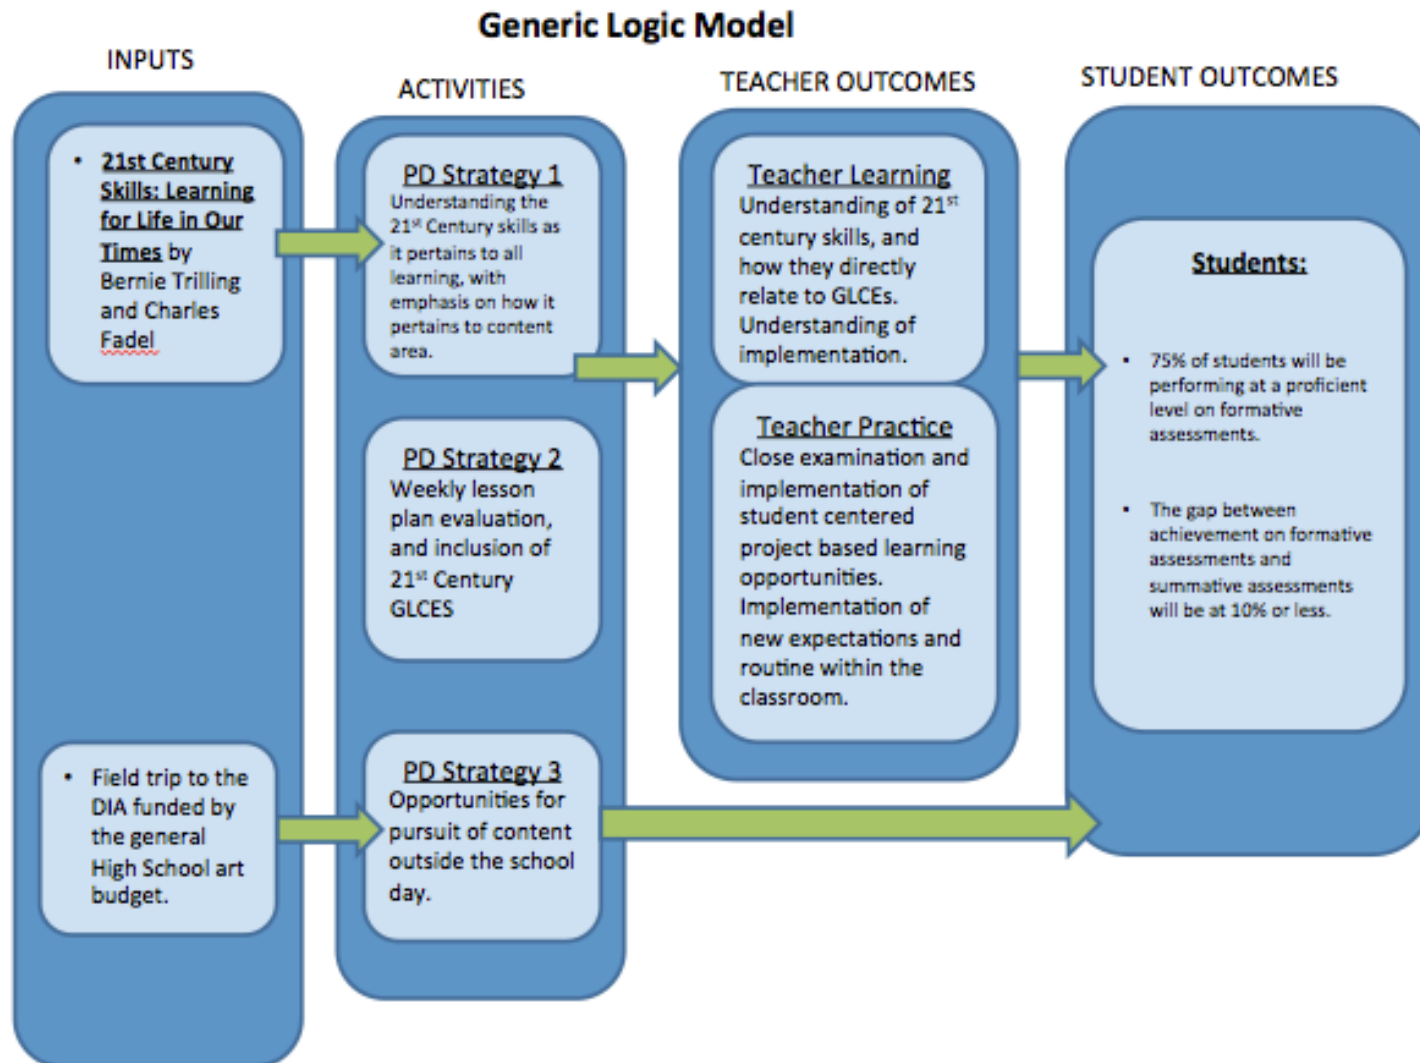 Generic Logic Model
INPUTS
ACTIVITIES
TEACHER OUTCOMES
STUDENT OUTCOMES
• 21st Century
Skills: Learning
for Life in Our
Times by
Bernie Trilling
and Charles
Fadel
• Field trip to the
DIA funded by
the general
High School art
budget.
PD Strategy 1
Understanding the
21st Century skills as
it pertains to all
learning, with
emphasis on how it
pertains to content
area.
PD Strategy 2
Weekly lesson
plan evaluation,
and inclusion of
21st Century
GLCES
PD Strategy 3
Opportunities for
pursuit of content
outside the school
day.
Teacher Learning
Understanding of 21st
century skills, and
how they directly
relate to GLCEs.
Understanding of
implementation.
Teacher Practice
Close examination and
implementation of
student centered
project based learning
opportunities.
Implementation of
new expectations and
routine within the
classroom.
Students:
• 75% of students will be
performing at a proficient
level on formative
assessments.
• The gap between
achievement on formative
assessments and
summative assessments
will be at 10% or less.